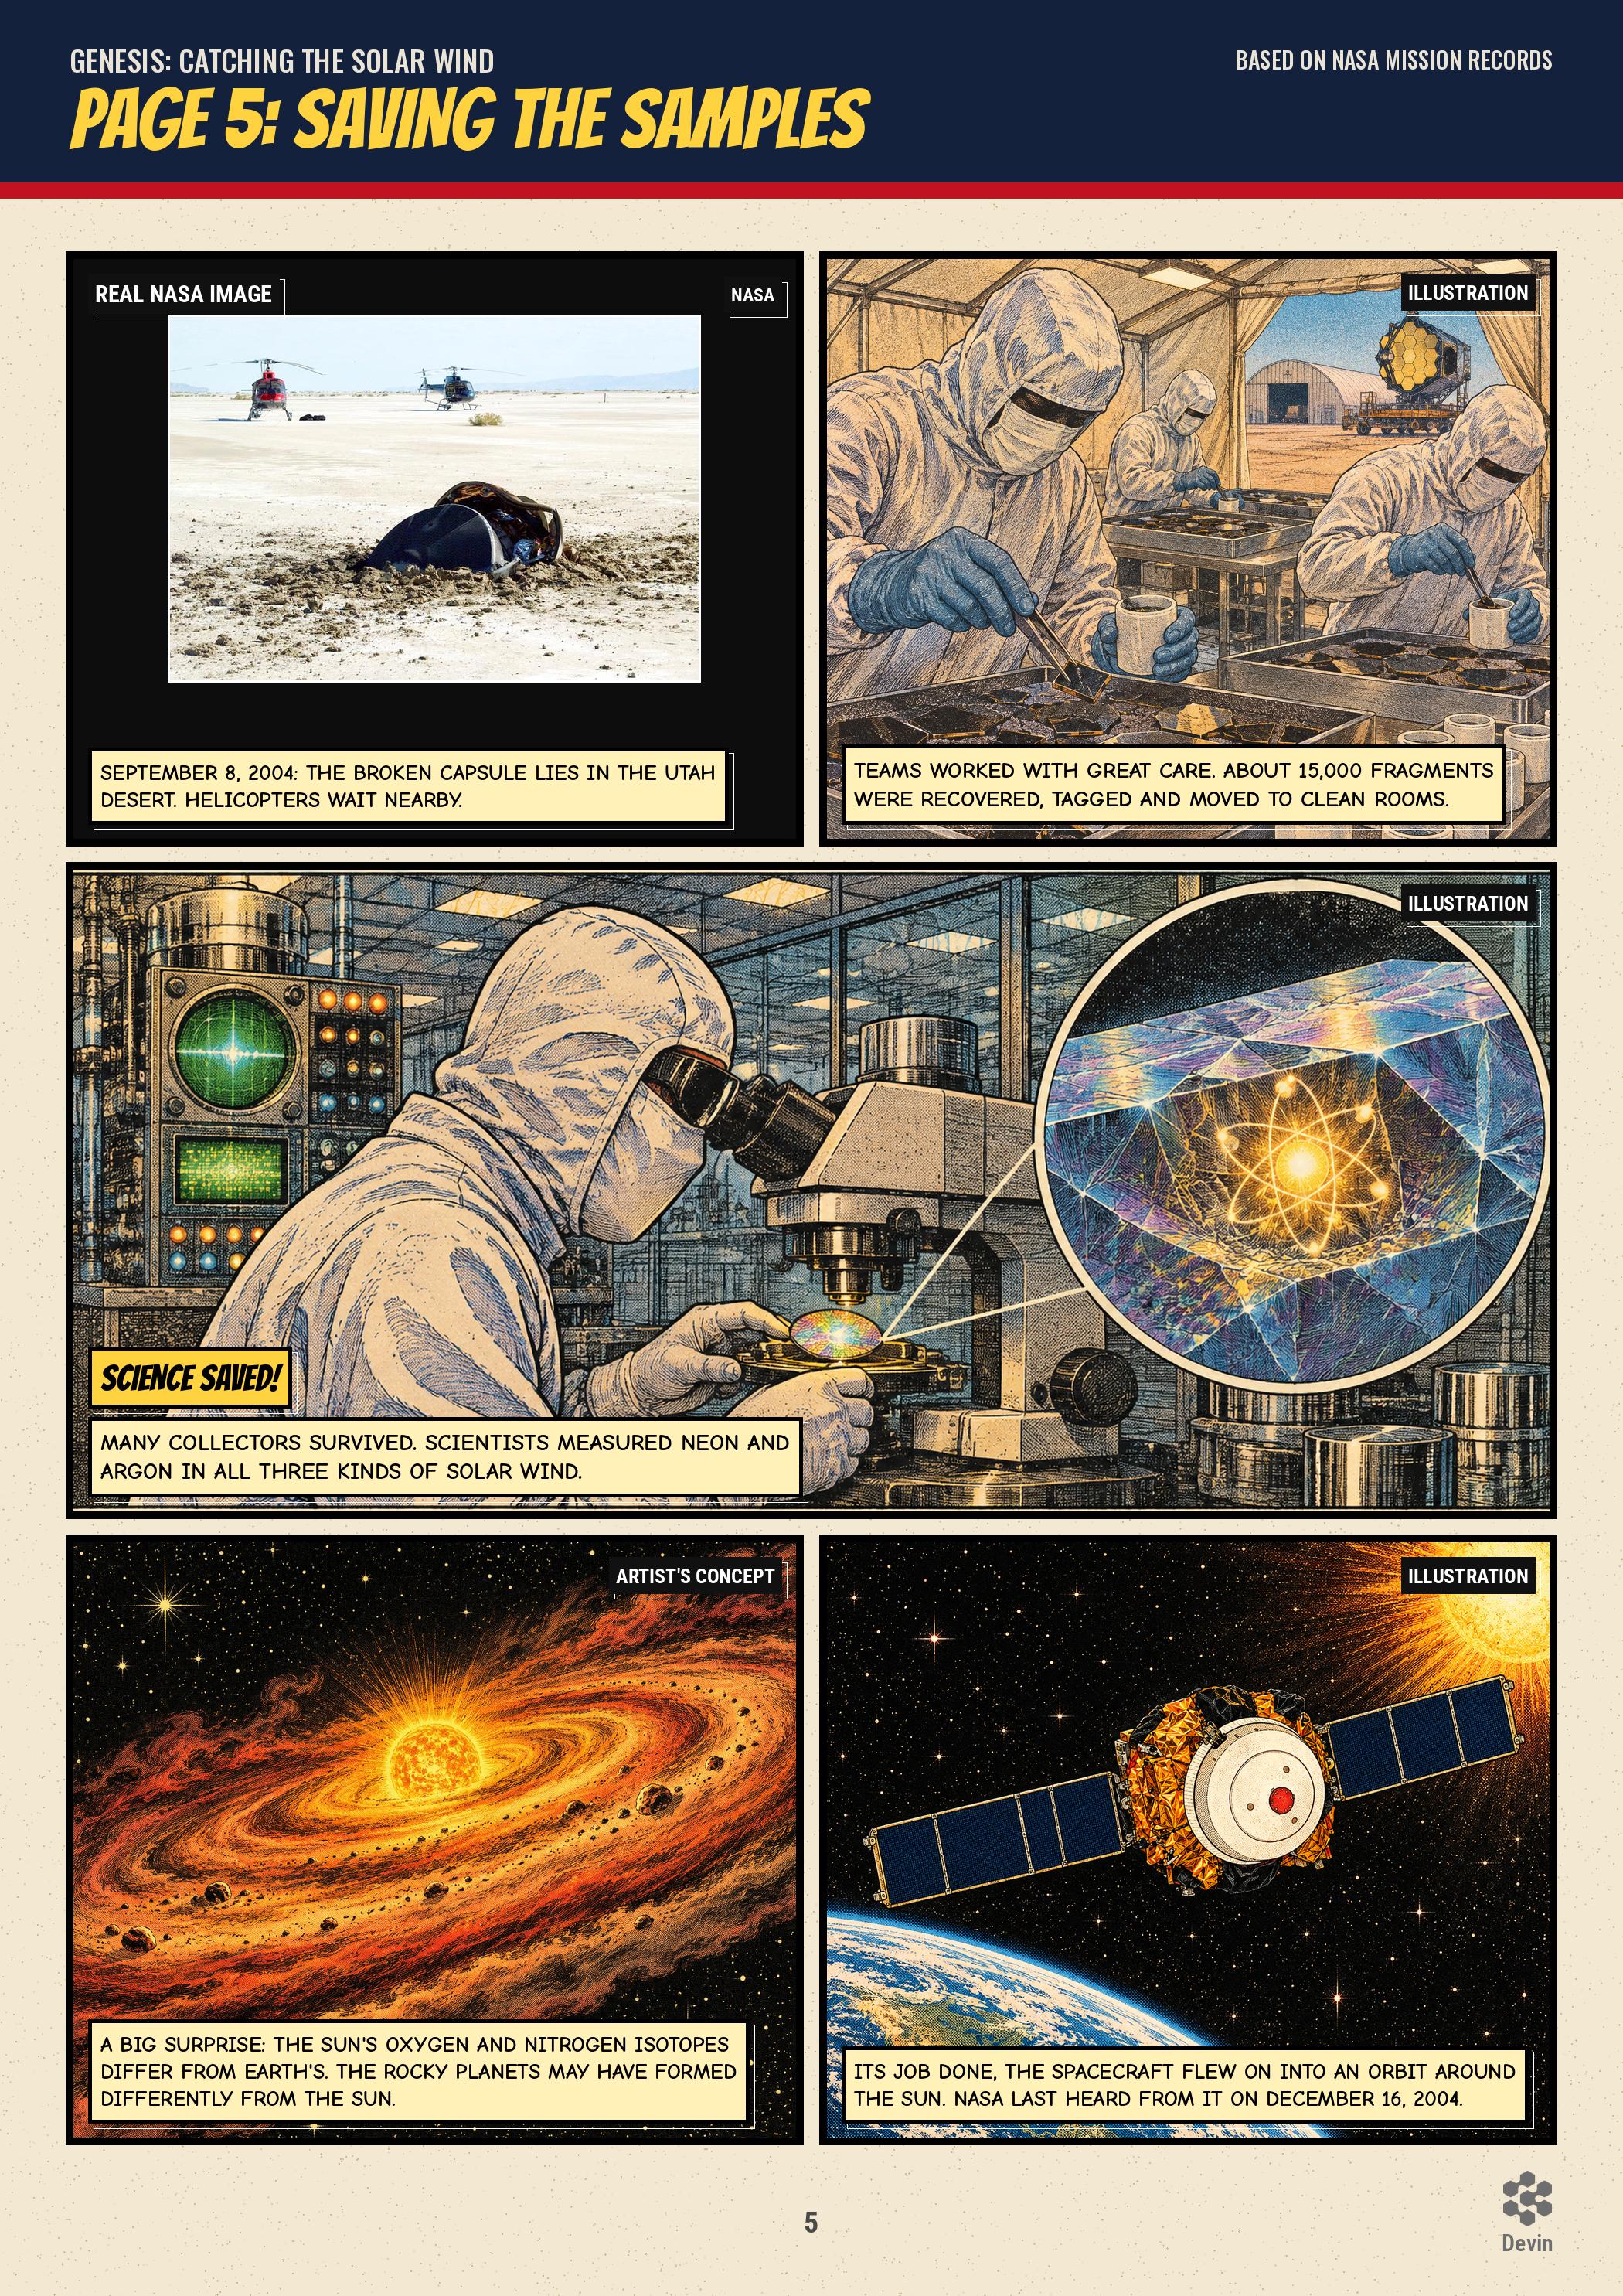 GENESIS: CATCHING THE SOLAR WIND
BASED ON NASA MISSION RECORDS
PAGE 5: SAVING THE SAMPLES
REAL NASA IMAGE
NASA
SEPTEMBER 8, 2004: THE BROKEN CAPSULE LIES IN THE UTAH
DESERT. HELICOPTERS WAIT NEARBY.
ILLUSTRATION
TEAMS WORKED WITH GREAT CARE. ABOUT 15,000 FRAGMENTS
WERE RECOVERED, TAGGED AND MOVED TO CLEAN ROOMS.
ILLUSTRATION
SCIENCE SAVED!
MANY COLLECTORS SURVIVED. SCIENTISTS MEASURED NEON AND
ARGON IN ALL THREE KINDS OF SOLAR WIND.
ARTIST'S CONCEPT
A BIG SURPRISE: THE SUN'S OXYGEN AND NITROGEN ISOTOPES
DIFFER FROM EARTH'S. THE ROCKY PLANETS MAY HAVE FORMED
DIFFERENTLY FROM THE SUN.
ILLUSTRATION
ITS JOB DONE, THE SPACECRAFT FLEW ON INTO AN ORBIT AROUND
THE SUN. NASA LAST HEARD FROM IT ON DECEMBER 16, 2004.
5
Devin